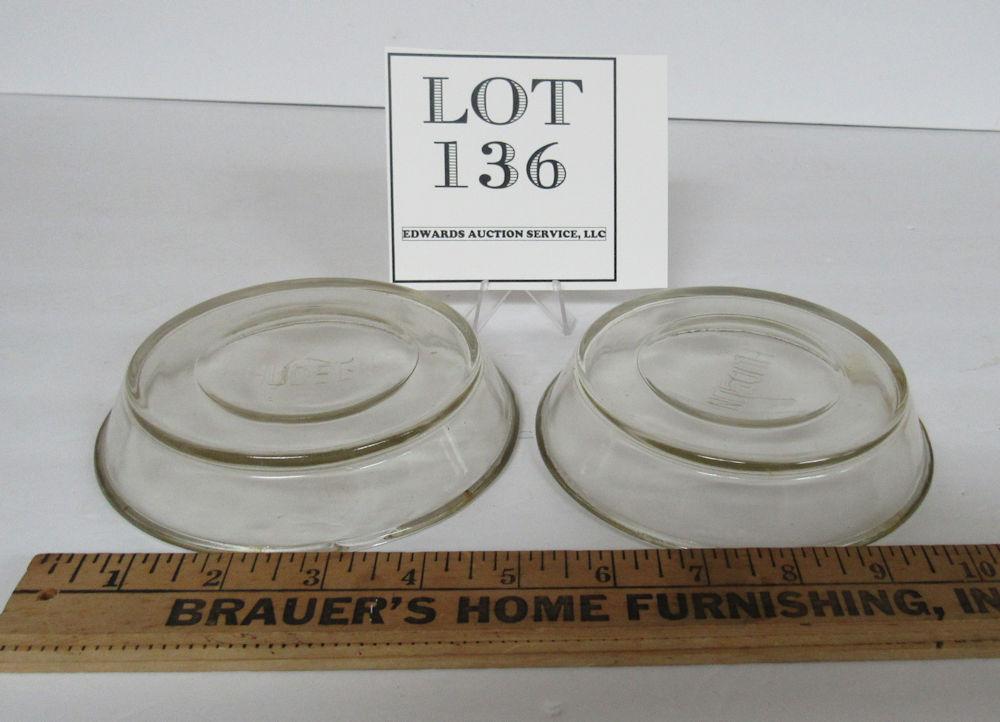 LOT
136
EDWARDS AUCTION SERVICE, LLC
1 2 3 4 5 6 7 8 9 10
BRAUER'S HOME FURNISHING, IN